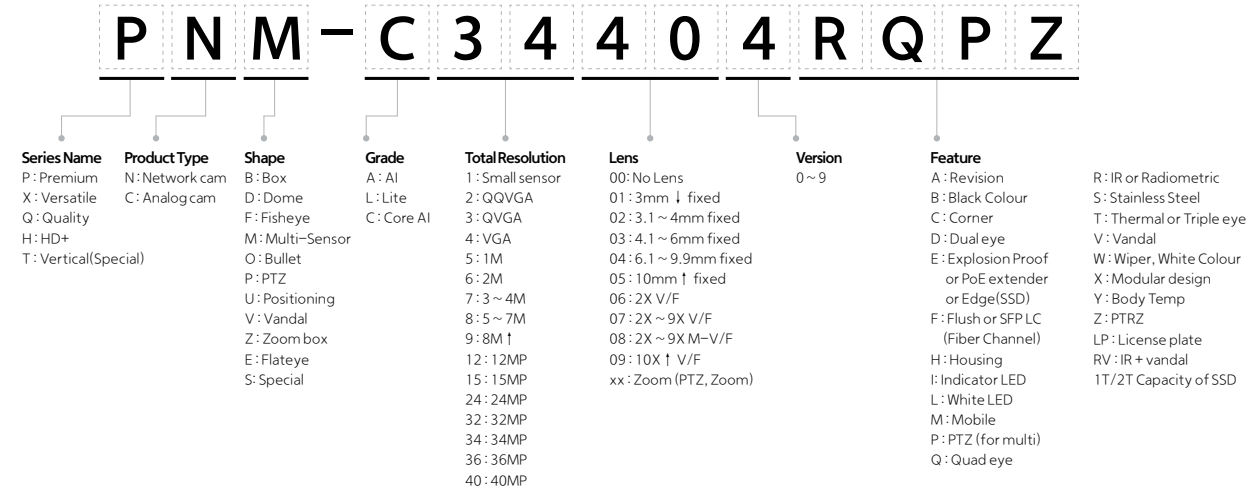 PNM-C34404RQPZ
Series Name
P : Premium
X : Versatile
Q : Quality
H : HD+
T : Vertical(Special)
Product Type
N : Network cam
C : Analog cam
Shape
B : Box
D : Dome
F : Fisheye
M : Multi-Sensor
O : Bullet
P : PTZ
U : Positioning
V : Vandal
Z : Zoom box
E : Flateye
S: Special
Grade
A : AI
L : Lite
C : Core AI
Total Resolution
1 : Small sensor
2 : QQVGA
3 : QVGA
4 : VGA
5 : 1M
6 : 2M
7 : 3 ~ 4M
8 : 5 ~ 7M
9 : 8M ↑
12 : 12MP
15 : 15MP
24 : 24MP
32 : 32MP
34 : 34MP
36 : 36MP
40 : 40MP
Lens
00: No Lens
01 : 3mm ↓ fixed
02 : 3.1 ~ 4mm fixed
03 : 4.1 ~ 6mm fixed
04 : 6.1 ~ 9.9mm fixed
05 : 10mm ↑ fixed
06 : 2X V/F
07 : 2X ~ 9X V/F
08 : 2X ~ 9X M-V/F
09 : 10X ↑ V/F
xx : Zoom (PTZ, Zoom)
Version
0 ~ 9
Feature
A : Revision
B : Black Colour
C : Corner
D : Dual eye
E : Explosion Proof
or PoE extender
or Edge(SSD)
F : Flush or SFP LC
(Fiber Channel)
H : Housing
I: Indicator LED
L : White LED
M : Mobile
P : PTZ (for multi)
Q : Quad eye
R : IR or Radiometric
S : Stainless Steel
T : Thermal or Triple eye
V : Vandal
W : Wiper, White Colour
X : Modular design
Y : Body Temp
Z : PTRZ
LP : License plate
RV : IR + vandal
1T/2T Capacity of SSD